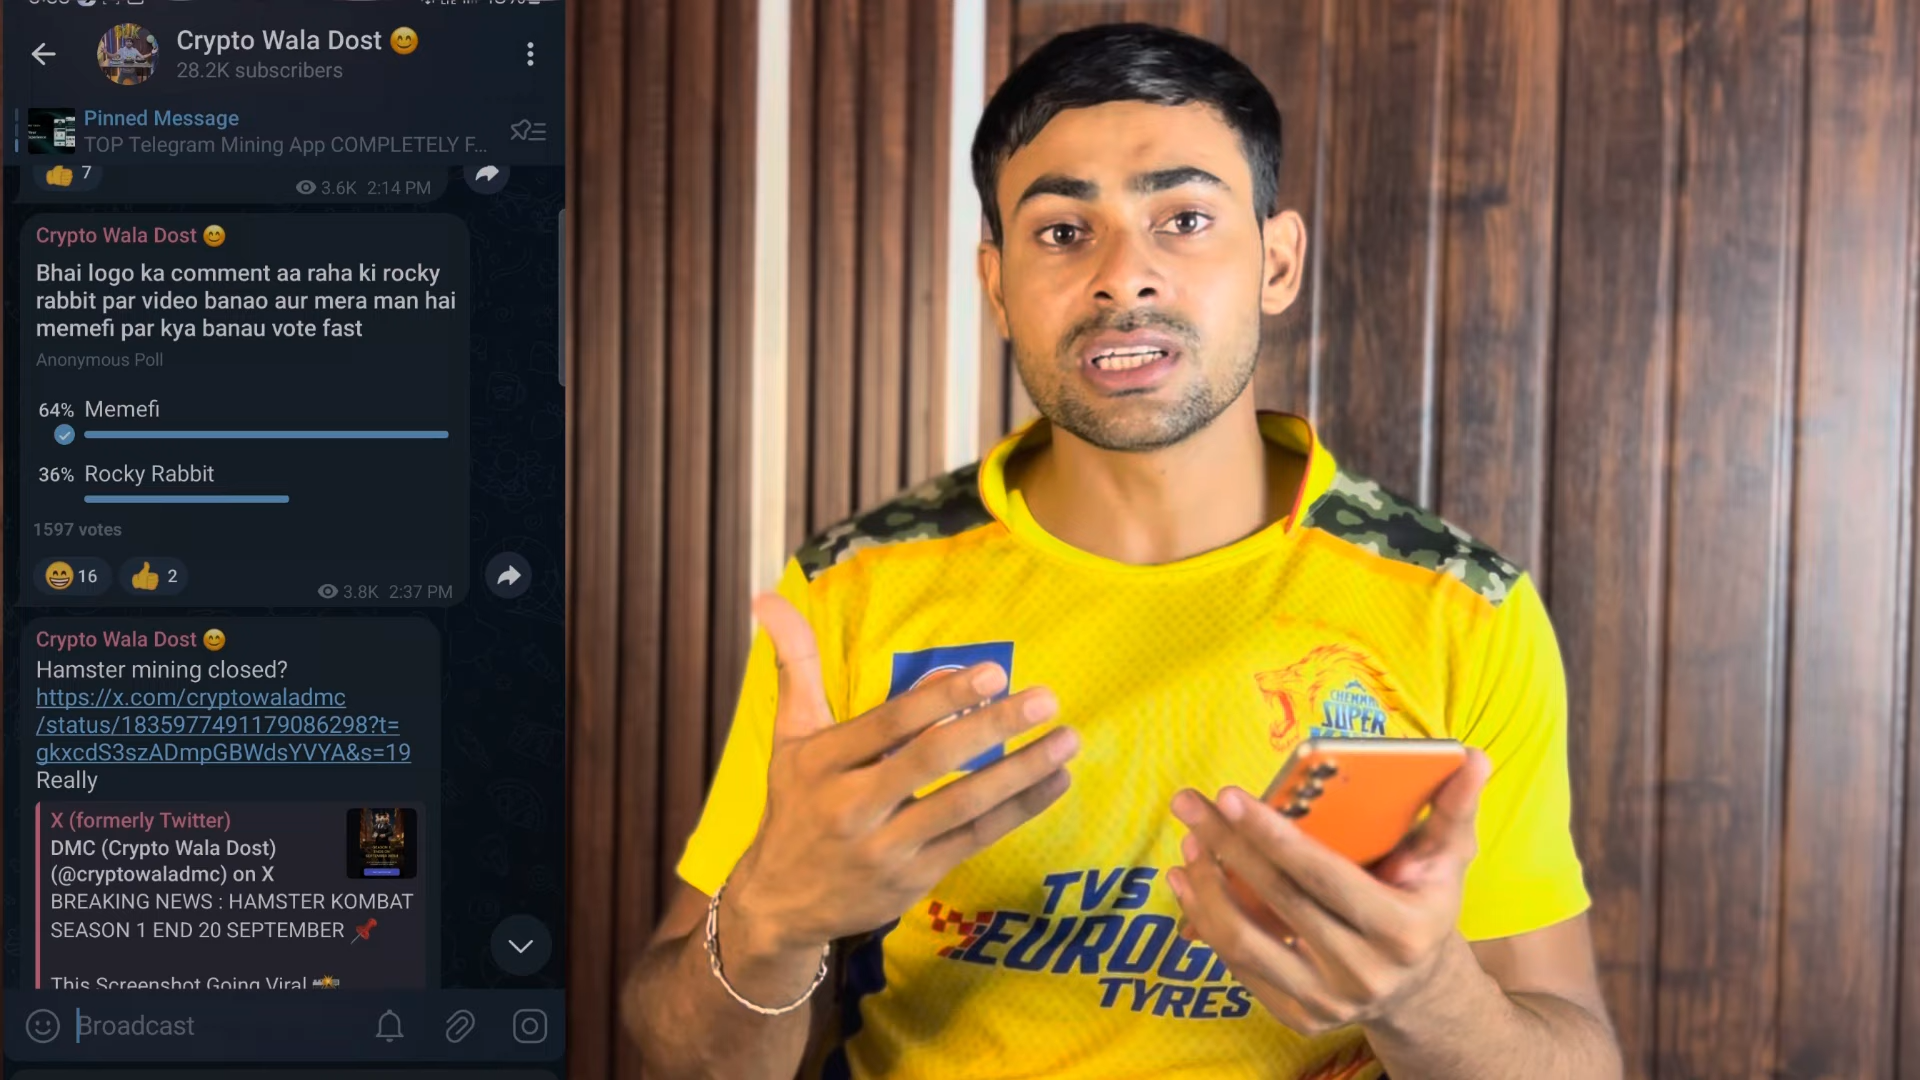 Crypto Wala Dost 😊
28.2K subscribers
Pinned Message
TOP Telegram Mining App COMPLETELY F...
7
3.6K 2:14 PM
Crypto Wala Dost 😊
Bhai logo ka comment aa raha ki rocky
rabbit par video banao aur mera man hai
memefi par kya banau vote fast
Anonymous Poll
64% Memefi
36% Rocky Rabbit
1597 votes
16 2
3.8K 2:37 PM
Crypto Wala Dost 😊
Hamster mining closed?
https://x.com/cryptowaladmc
/status/1835977491179086298?t=
gkxcdS3szADmpGBWdsYVYA&s=19
Really
X (formerly Twitter)
DMC (Crypto Wala Dost)
(@cryptowaladmc) on X
BREAKING NEWS : HAMSTER KOMBAT
SEASON 1 END 20 SEPTEMBER 📌
This Screenshot Going Viral
Broadcast
CHENNAI
SUPER
TVS
EUROG
TYRES